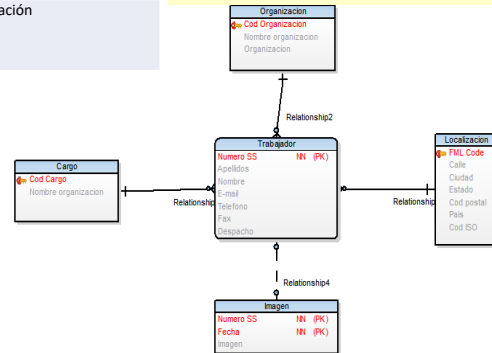 ación
Organizacion
Cod Organizacion
Nombre organizacion
Organizacion
Relationship2
Trabajador
Numero SS NN (PK)
Apellidos
Nombre
E-mail
Telefono
Fax
Despacho
Cargo
Cod Cargo
Nombre organizacion
Relationship
Localizacion
FML Code
Calle
Ciudad
Estado
Cod postal
Pais
Cod ISO
Relationship
Relationship4
Imagen
Numero SS NN (PK)
Fecha NN (PK)
Imagen